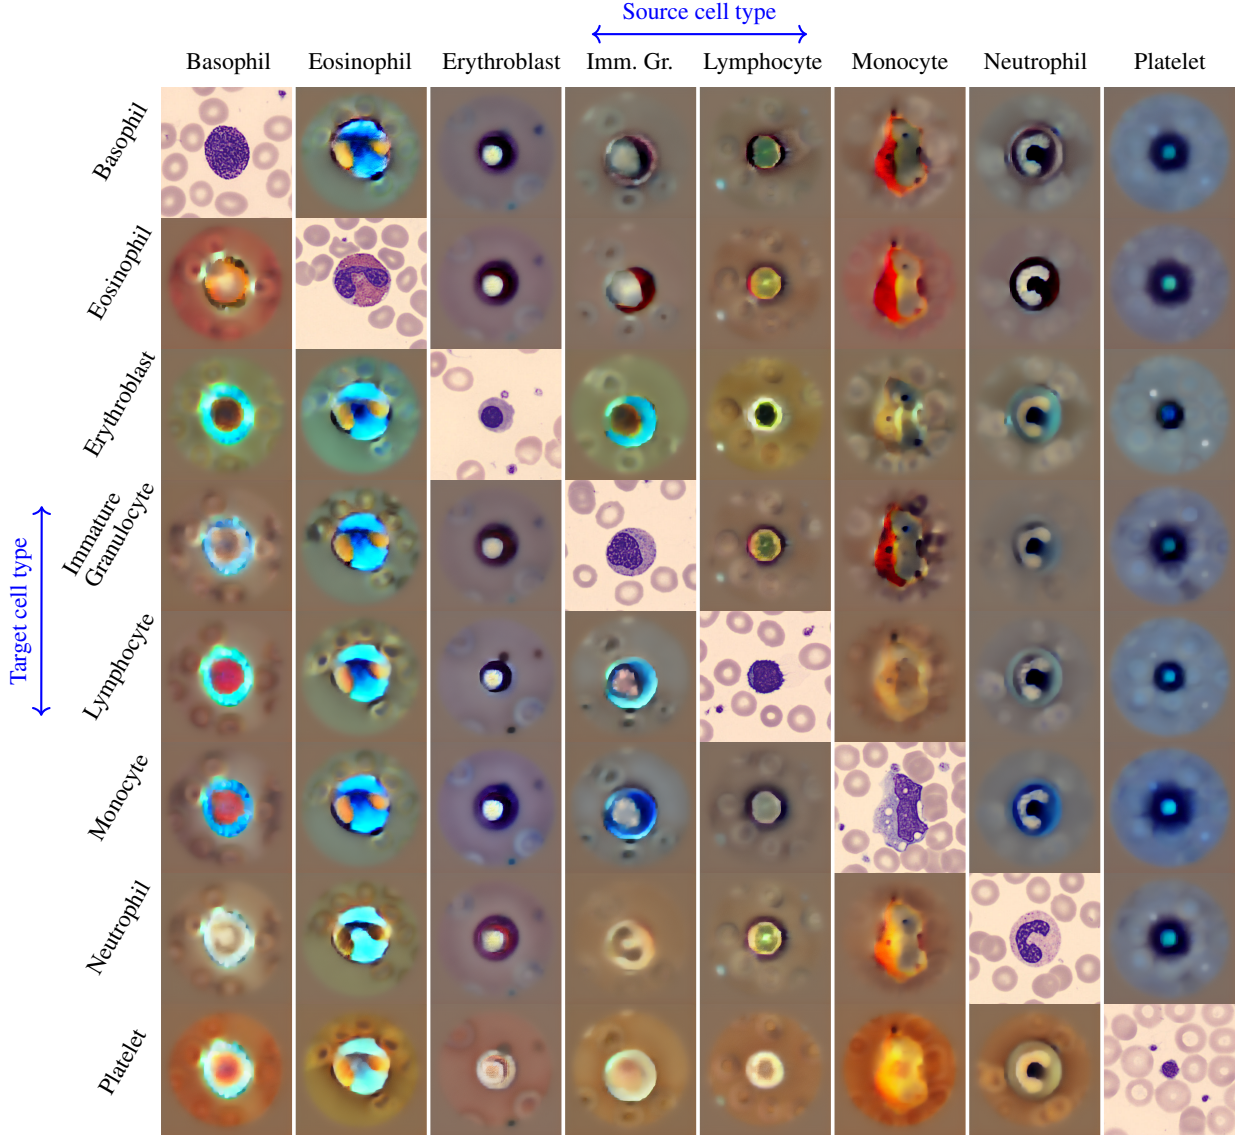 Source cell type
Basophil Eosinophil Erythroblast Imm. Gr. Lymphocyte Monocyte Neutrophil Platelet
Target cell type
Basophil
Eosinophil
Erythroblast
Immature
Granulocyte
Lymphocyte
Monocyte
Neutrophil
Platelet